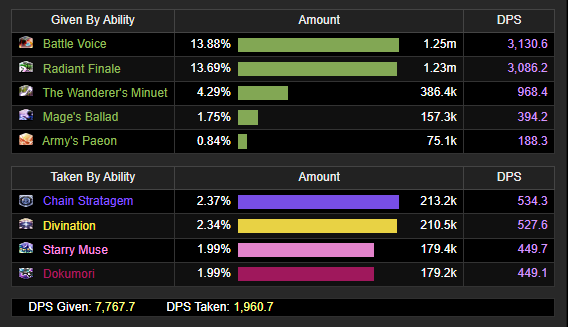 Given By Ability Amount DPS
Battle Voice 13.88% 1.25m 3,130.6
Radiant Finale 13.69% 1.23m 3,086.2
The Wanderer's Minuet 4.29% 386.4k 968.4
Mage's Ballad 1.75% 157.3k 394.2
Army's Paeon 0.84% 75.1k 188.3
Taken By Ability Amount DPS
Chain Stratagem 2.37% 213.2k 534.3
Divination 2.34% 210.5k 527.6
Starry Muse 1.99% 179.4k 449.7
Dokumori 1.99% 179.2k 449.1
DPS Given: 7,767.7 DPS Taken: 1,960.7